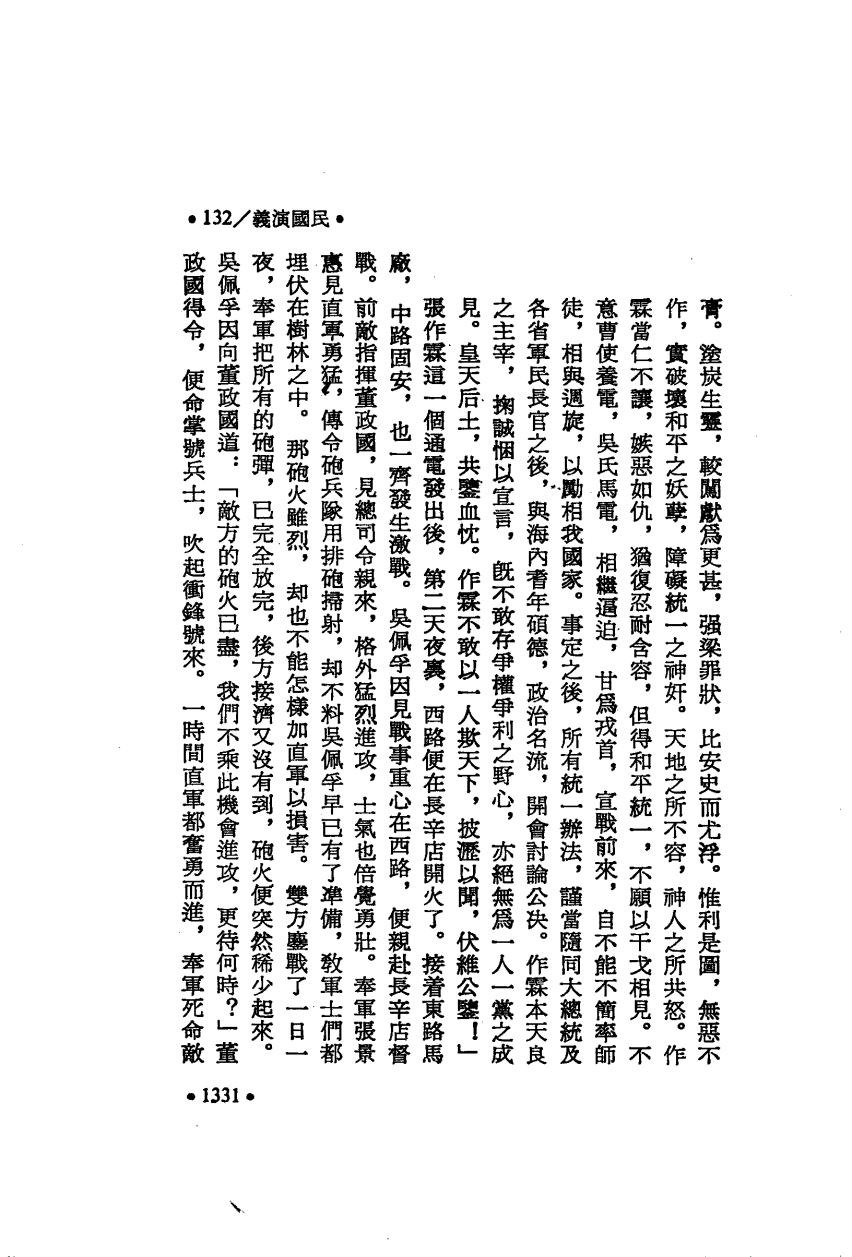 •132／義演國民•
膏。塗炭生靈，較闖獻爲更甚，强梁罪狀，比安史而尤浮。惟利是圖，無惡不
作，實破壞和平之妖孽，障礙統一之神奸。天地之所不容，神人之所共怒。作
霖當仁不讓，嫉惡如仇，猶復忍耐含容，但得和平統一，不願以干戈相見。不
意曹使養電，吳氏馬電，相繼逼迫，甘爲戎首，宣戰前來，自不能不簡率師
徒，相與週旋，以勵相我國家。事定之後，所有統一辦法，謹當隨同大總統及
各省軍民長官之後，與海內耆年碩德，政治名流，開會討論公决。作霖本天良
之主宰，掬誠悃以宣言，旣不敢存爭權爭利之野心，亦絕無爲一人一黨之成
見。皇天后土，共鑒血忱。作霖不敢以一人欺天下，披瀝以聞，伏維公鑒！」
張作霖這一個通電發出後，第二天夜裏，西路便在長辛店開火了。接着東路馬
廠，中路固安，也一齊發生激戰。吳佩孚因見戰事重心在西路，便親赴長辛店督
戰。前敵指揮董政國，見總司令親來，格外猛烈進攻，士氣也倍覺勇壯。奉軍張景
惠見直軍勇猛，傳令砲兵隊用排砲掃射，却不料吳佩孚早已有了準備，敎軍士們都
埋伏在樹林之中。那砲火雖烈，却也不能怎樣加直軍以損害。雙方鏖戰了一日一
夜，奉軍把所有的砲彈，已完全放完，後方接濟又沒有到，砲火便突然稀少起來。
吳佩孚因向董政國道：「敵方的砲火已盡，我們不乘此機會進攻，更待何時？」董
政國得令，便命掌號兵士，吹起衝鋒號來。一時間直軍都奮勇而進，奉軍死命敵
•1331•